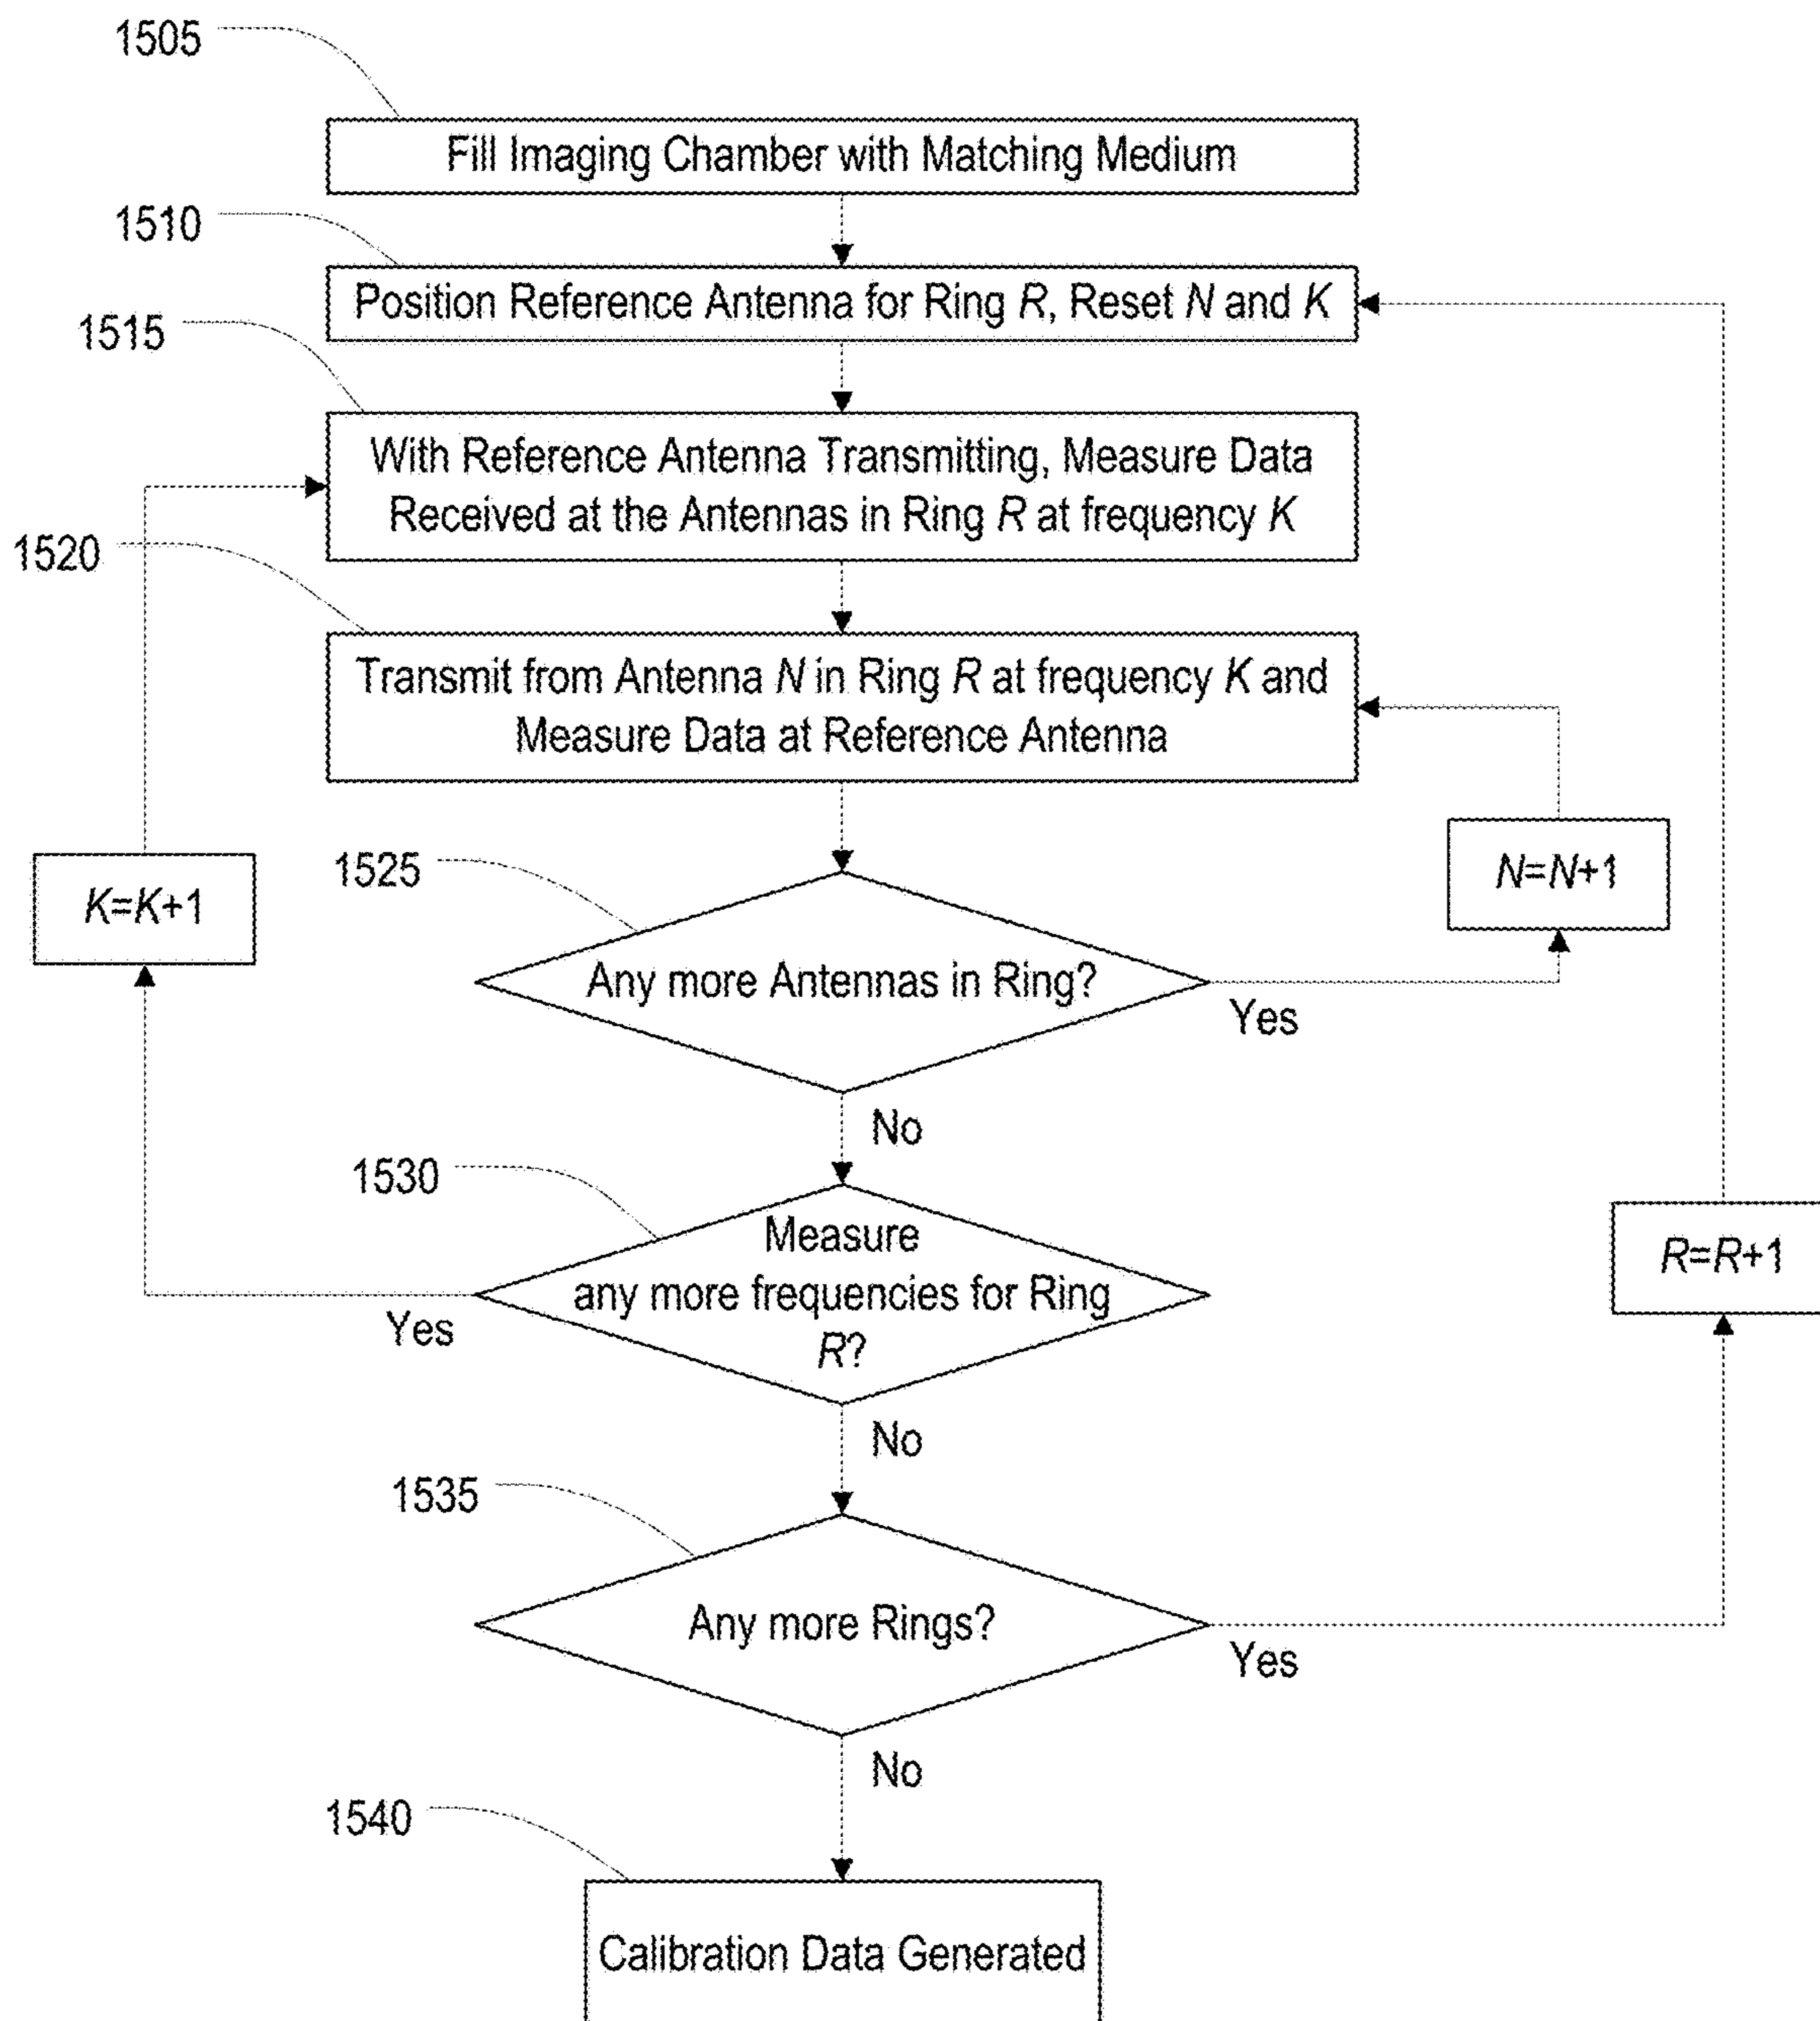 1505
Fill Imaging Chamber with Matching Medium
1510
Position Reference Antenna for Ring R, Reset N and K
1515
With Reference Antenna Transmitting, Measure Data
Received at the Antennas in Ring R at frequency K
1520
Transmit from Antenna N in Ring R at frequency K and
Measure Data at Reference Antenna
1525
N=N+1
K=K+1
Any more Antennas in Ring?
Yes
No
1530
Measure
any more frequencies for Ring
R?
Yes
R=R+1
No
1535
Any more Rings?
Yes
No
1540
Calibration Data Generated